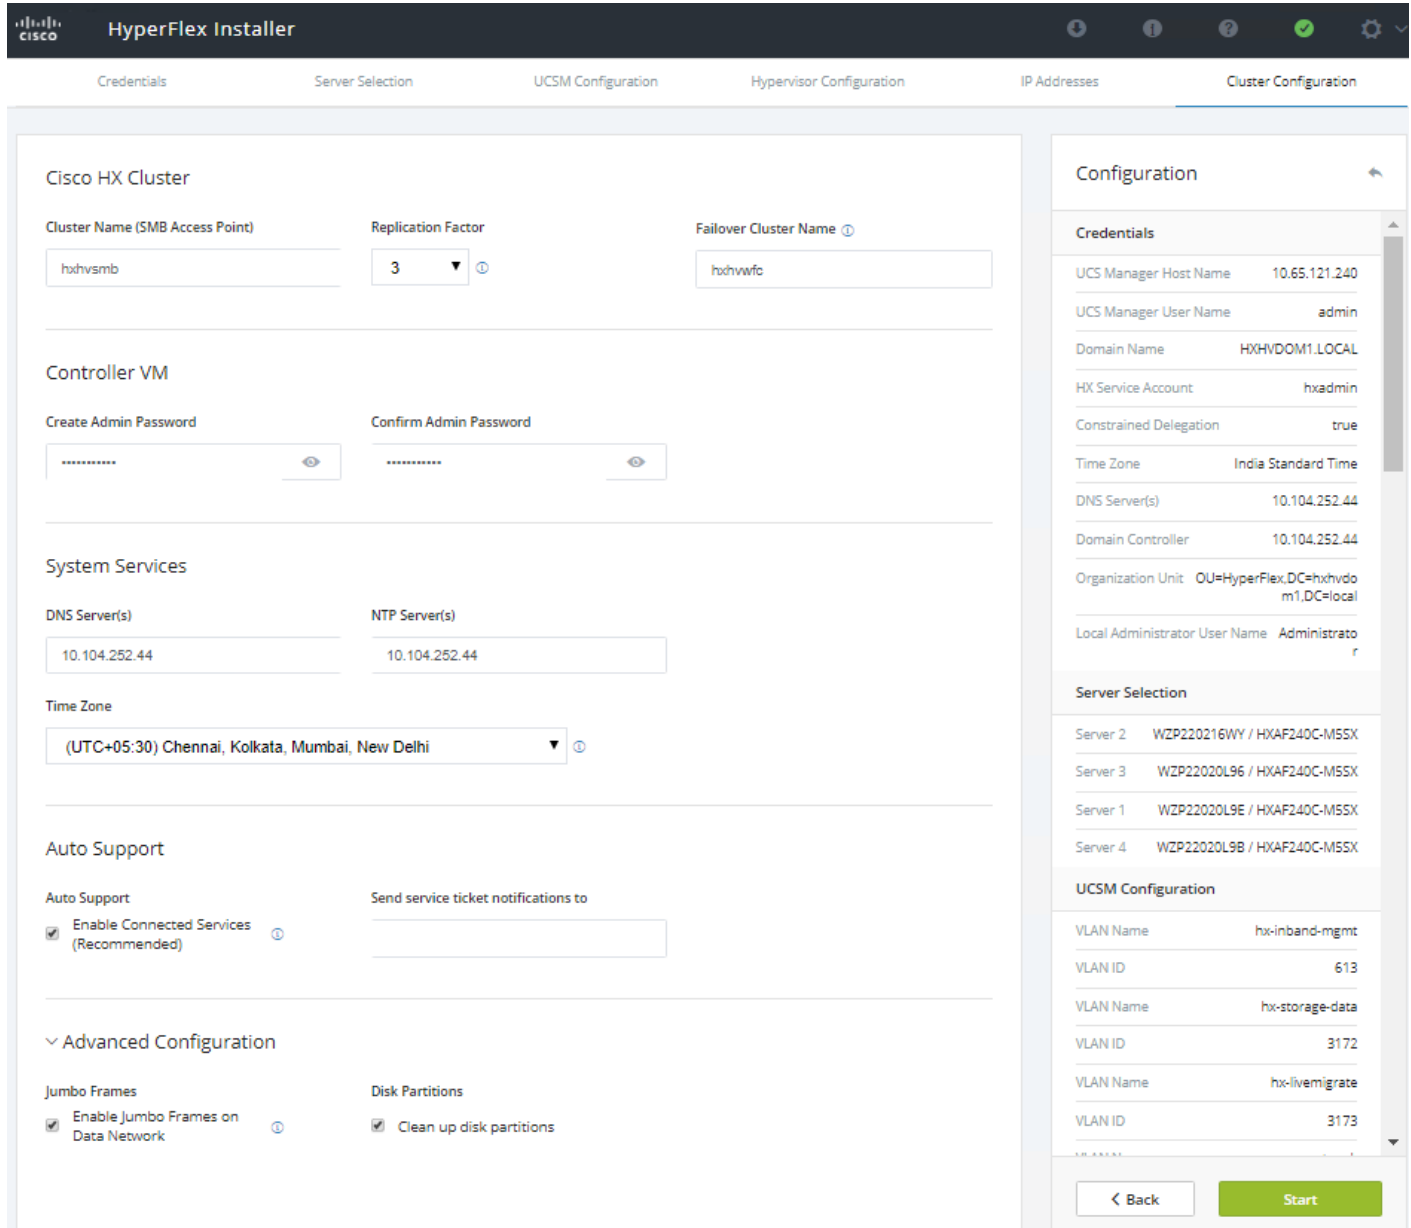 cisco
HyperFlex Installer
Credentials
Server Selection
UCSM Configuration
Hypervisor Configuration
IP Addresses
Cluster Configuration
Cisco HX Cluster
Cluster Name (SMB Access Point)
Replication Factor
Failover Cluster Name
hxhvsmb
3
hxhvwfc
Controller VM
Create Admin Password
Confirm Admin Password
System Services
DNS Server(s)
NTP Server(s)
10.104.252.44
10.104.252.44
Time Zone
(UTC+05:30) Chennai, Kolkata, Mumbai, New Delhi
Auto Support
Auto Support
Send service ticket notifications to
Enable Connected Services
(Recommended)
Advanced Configuration
Jumbo Frames
Disk Partitions
Enable Jumbo Frames on
Data Network
Clean up disk partitions
Configuration
Credentials
UCS Manager Host Name 10.65.121.240
UCS Manager User Name admin
Domain Name HXHVDOM1.LOCAL
HX Service Account hxadmin
Constrained Delegation true
Time Zone India Standard Time
DNS Server(s) 10.104.252.44
Domain Controller 10.104.252.44
Organization Unit OU=HyperFlex,DC=hxhvdo
m1,DC=local
Local Administrator User Name Administrato
r
Server Selection
Server 2 WZP220216WY / HXAF240C-M5SX
Server 3 WZP22020L96 / HXAF240C-M5SX
Server 1 WZP22020L9E / HXAF240C-M5SX
Server 4 WZP22020L9B / HXAF240C-M5SX
UCSM Configuration
VLAN Name hx-inband-mgmt
VLAN ID 613
VLAN Name hx-storage-data
VLAN ID 3172
VLAN Name hx-livemigrate
VLAN ID 3173
Back
Start